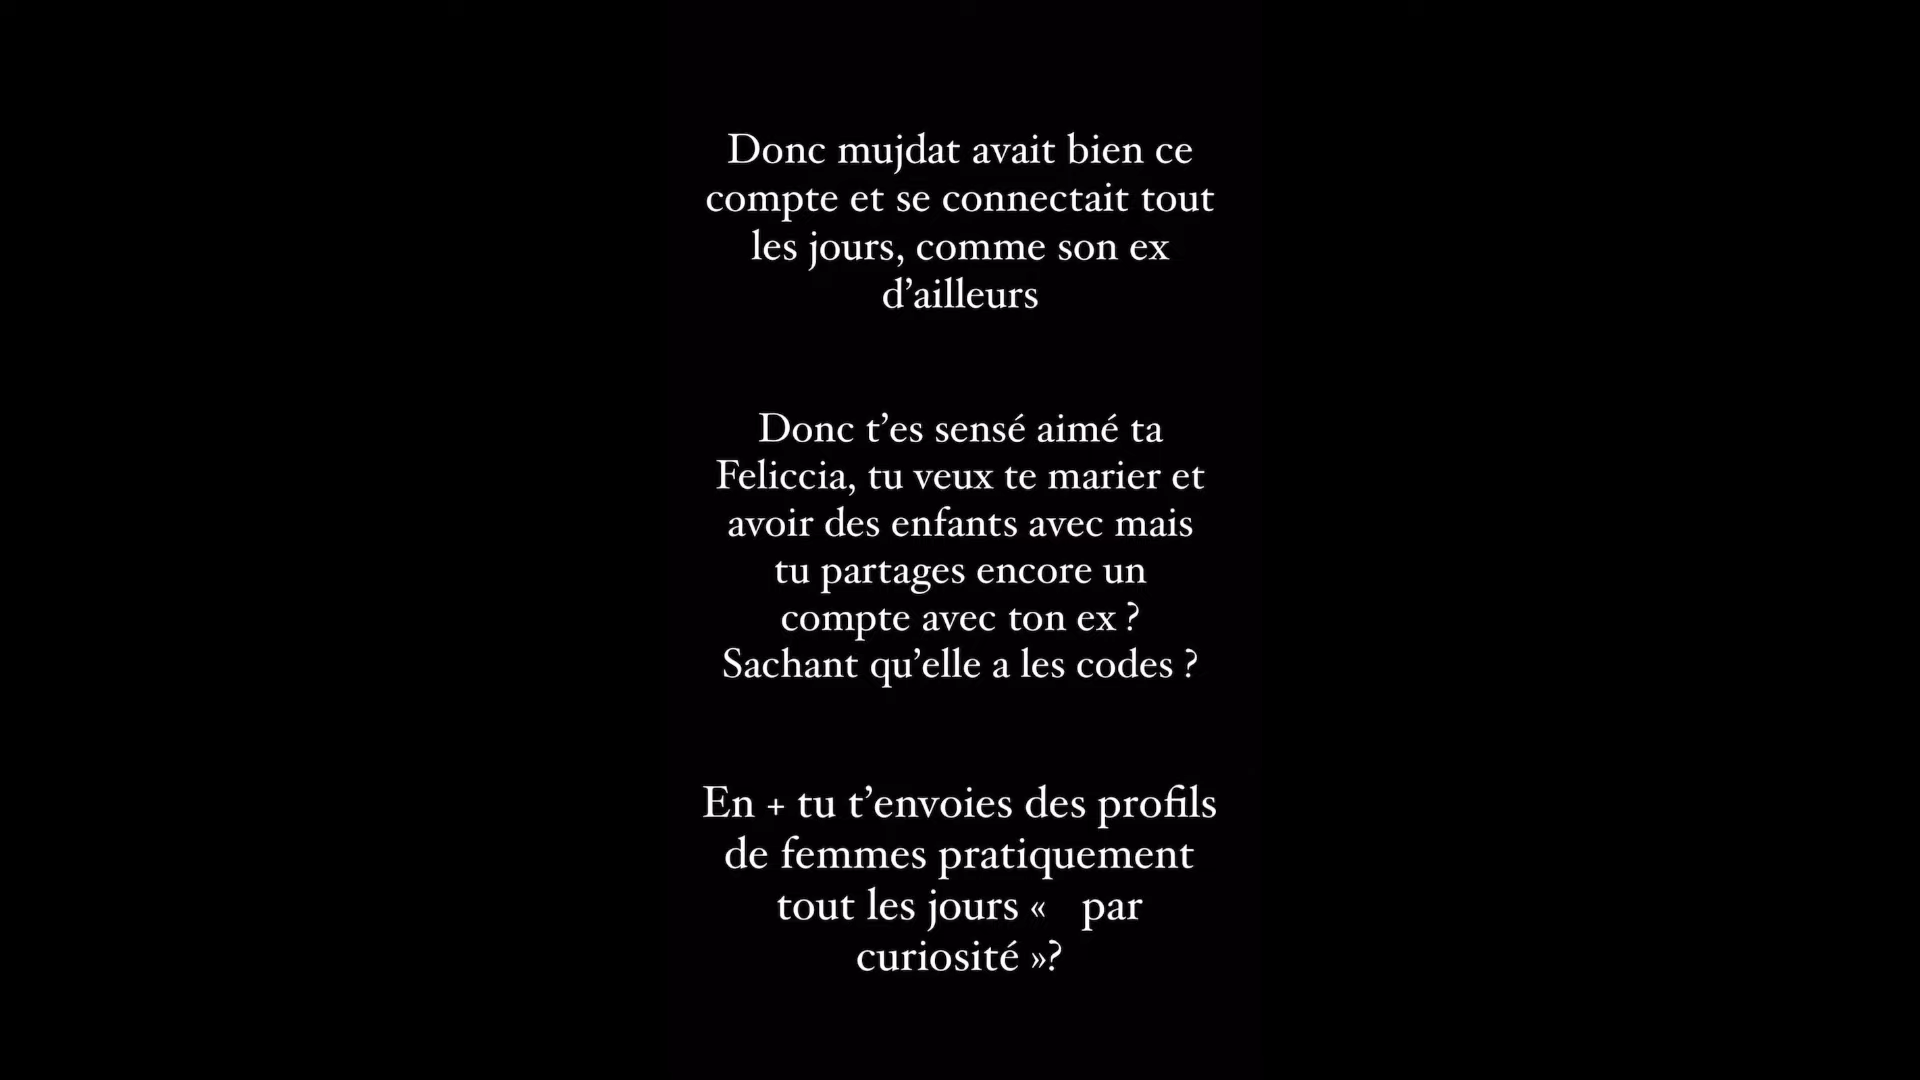 Donc mujdat avait bien ce
compte et se connectait tout
les jours, comme son ex
d’ailleurs
Donc t’es sensé aimé ta
Feliccia, tu veux te marier et
avoir des enfants avec mais
tu partages encore un
compte avec ton ex ?
Sachant qu’elle a les codes ?
En + tu t’envoies des profils
de femmes pratiquement
tout les jours « par
curiosité »?